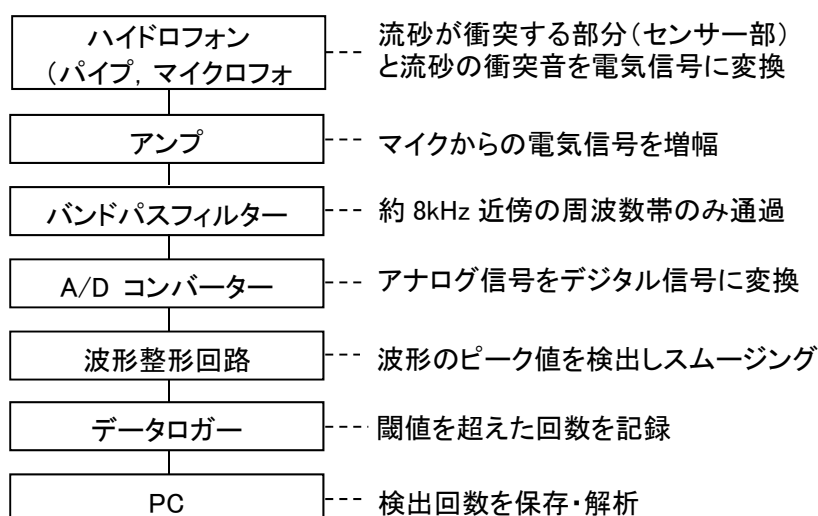 ハイドロフォン
(パイプ，マイクロフォ
流砂が衝突する部分(センサー部)
と流砂の衝突音を電気信号に変換
アンプ
マイクからの電気信号を増幅
バンドパスフィルター
約 8kHz 近傍の周波数帯のみ通過
A/D コンバーター
アナログ信号をデジタル信号に変換
波形整形回路
波形のピーク値を検出しスムージング
データロガー
閾値を超えた回数を記録
PC
検出回数を保存・解析